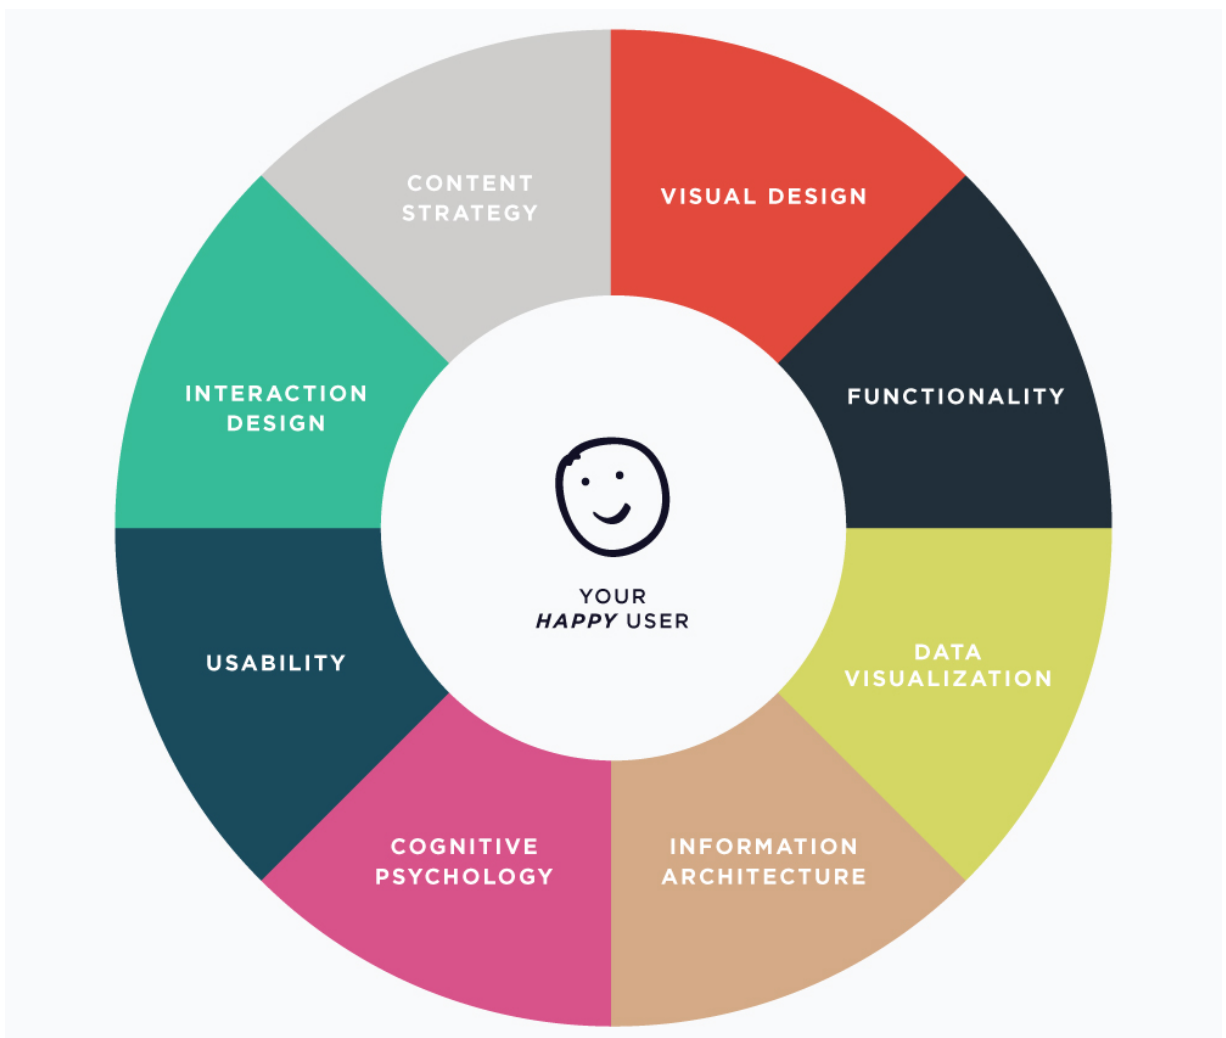 CONTENT
STRATEGY
VISUAL DESIGN
INTERACTION
DESIGN
FUNCTIONALITY
YOUR
HAPPY USER
USABILITY
DATA
VISUALIZATION
COGNITIVE
PSYCHOLOGY
INFORMATION
ARCHITECTURE